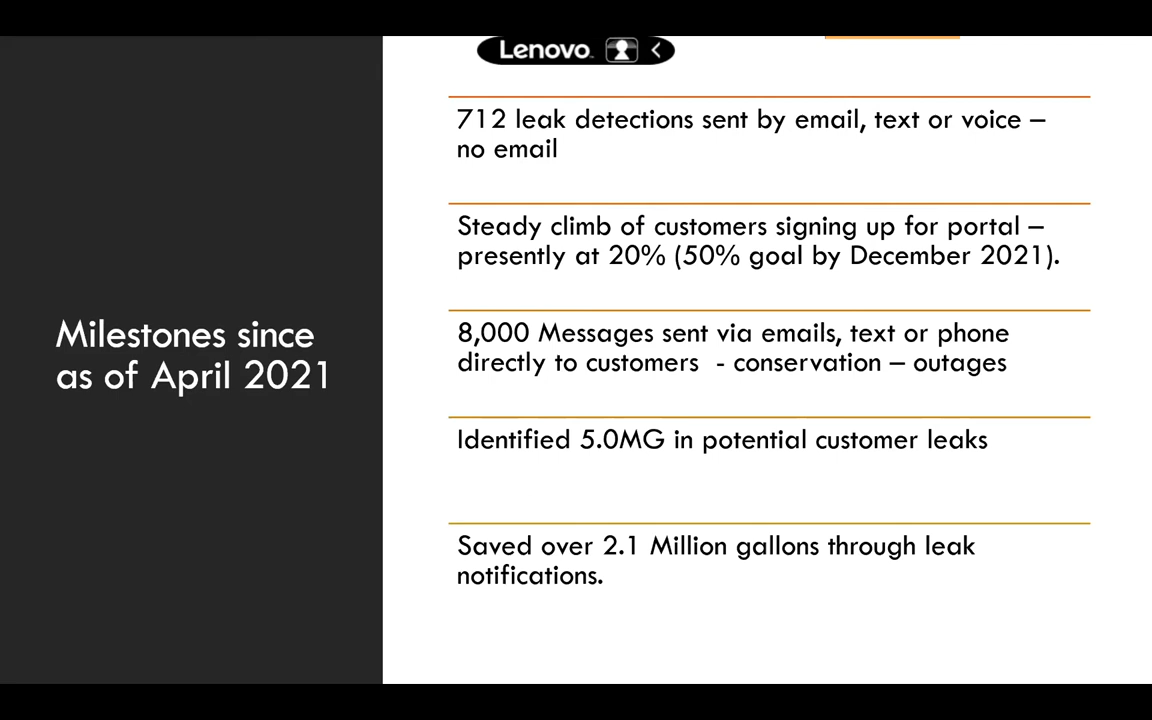 Lenovo
Milestones since
as of April 2021
712 leak detections sent by email, text or voice –
no email
Steady climb of customers signing up for portal –
presently at 20% (50% goal by December 2021).
8,000 Messages sent via emails, text or phone
directly to customers  - conservation – outages
Identified 5.0MG in potential customer leaks
Saved over 2.1 Million gallons through leak
notifications.